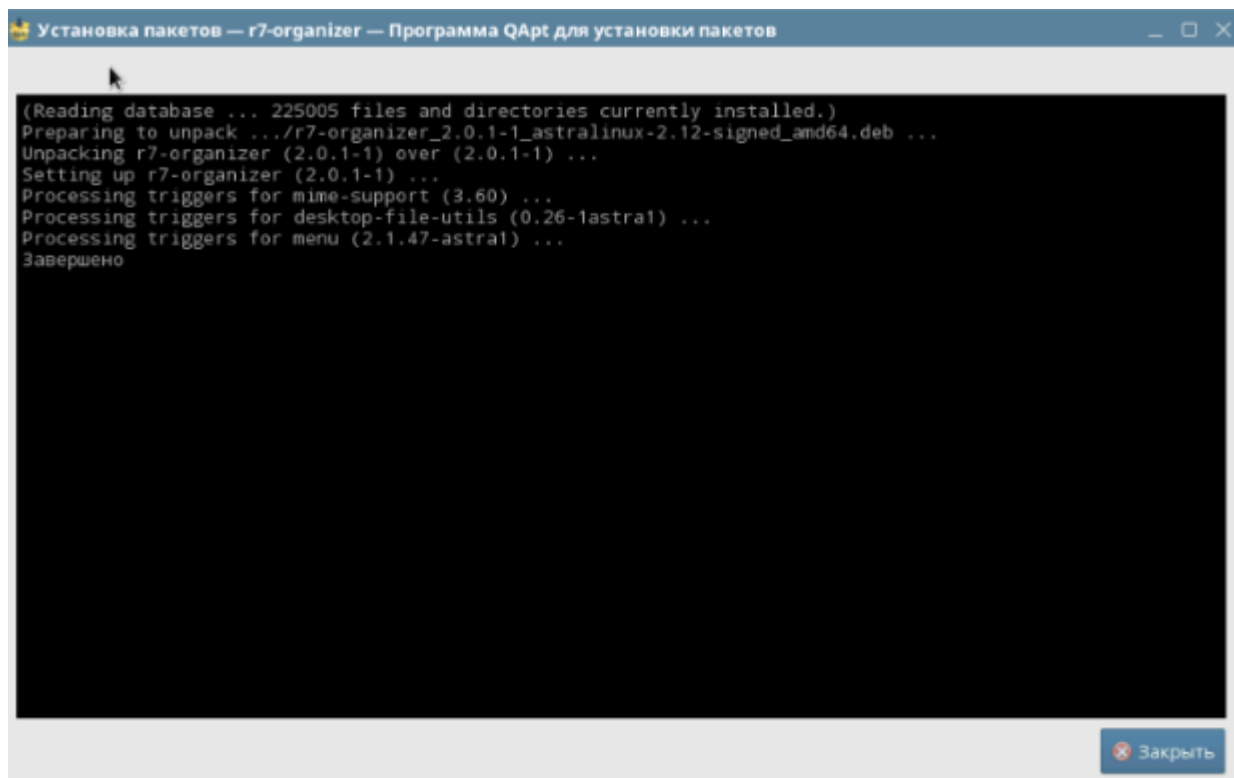 Установка пакетов — r7-organizer — Программа QApt для установки пакетов
(Reading database ... 225005 files and directories currently installed.)
Preparing to unpack .../r7-organizer_2.0.1-1_astralinux-2.12-signed_amd64.deb ...
Unpacking r7-organizer (2.0.1-1) over (2.0.1-1) ...
Setting up r7-organizer (2.0.1-1) ...
Processing triggers for mime-support (3.60) ...
Processing triggers for desktop-file-utils (0.26-1astra1) ...
Processing triggers for menu (2.1.47-astra1) ...
Завершено
Закрыть